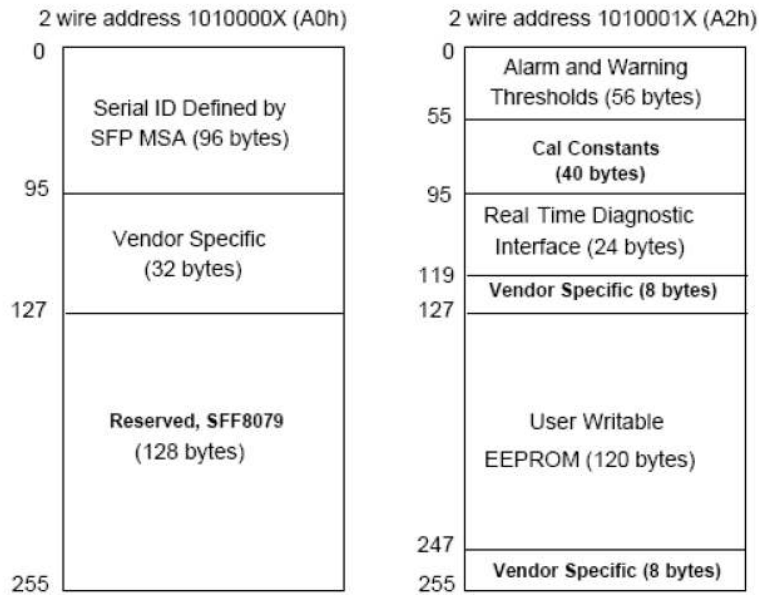 2 wire address 1010000X (A0h)
0
Serial ID Defined by
SFP MSA (96 bytes)
95
Vendor Specific
(32 bytes)
127
Reserved, SFF8079
(128 bytes)
255
2 wire address 1010001X (A2h)
0
Alarm and Warning
Thresholds (56 bytes)
55
Cal Constants
(40 bytes)
95
Real Time Diagnostic
Interface (24 bytes)
119
Vendor Specific (8 bytes)
127
User Writable
EEPROM (120 bytes)
247
Vendor Specific (8 bytes)
255